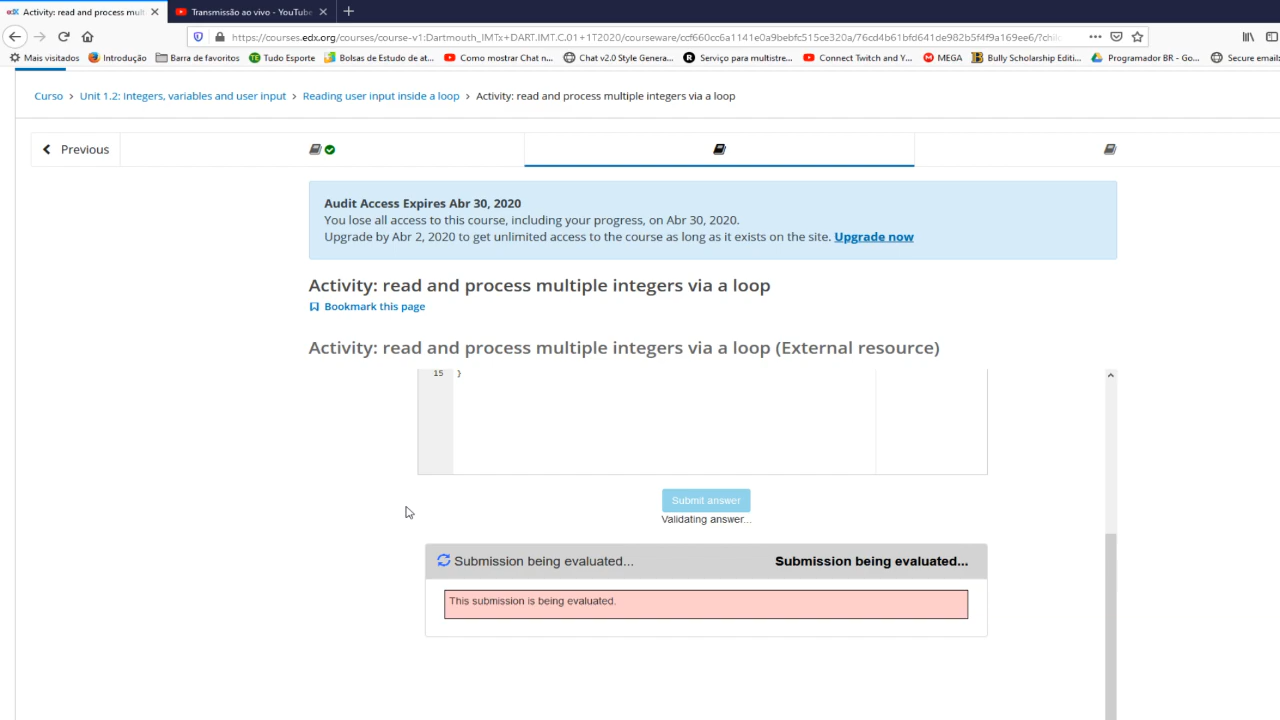 Activity: read and process mult
Transmissão ao vivo - YouTube
https://courses.edx.org/courses/course-v1:Dartmouth_IMTx+DART.IMT.C.01+1T2020/courseware/ccf660cc6a1141e0a9bebfc515ce320a/76cd4b61bfd641de982b5f4f9a169ee6/?chil
Mais visitados Introdução Barra de favoritos Tudo Esporte Bolsas de Estudo de at... Como mostrar Chat n... Chat v2.0 Style Genera... Serviço para multistre... Connect Twitch and Y... MEGA Bully Scholarship Editi... Programador BR - Go... Secure email:
Curso > Unit 1.2: Integers, variables and user input > Reading user input inside a loop > Activity: read and process multiple integers via a loop
Previous
Audit Access Expires Abr 30, 2020
You lose all access to this course, including your progress, on Abr 30, 2020.
Upgrade by Abr 2, 2020 to get unlimited access to the course as long as it exists on the site. Upgrade now
Activity: read and process multiple integers via a loop
Bookmark this page
Activity: read and process multiple integers via a loop (External resource)
15 }
Submit answer
Validating answer...
Submission being evaluated... Submission being evaluated...
This submission is being evaluated.